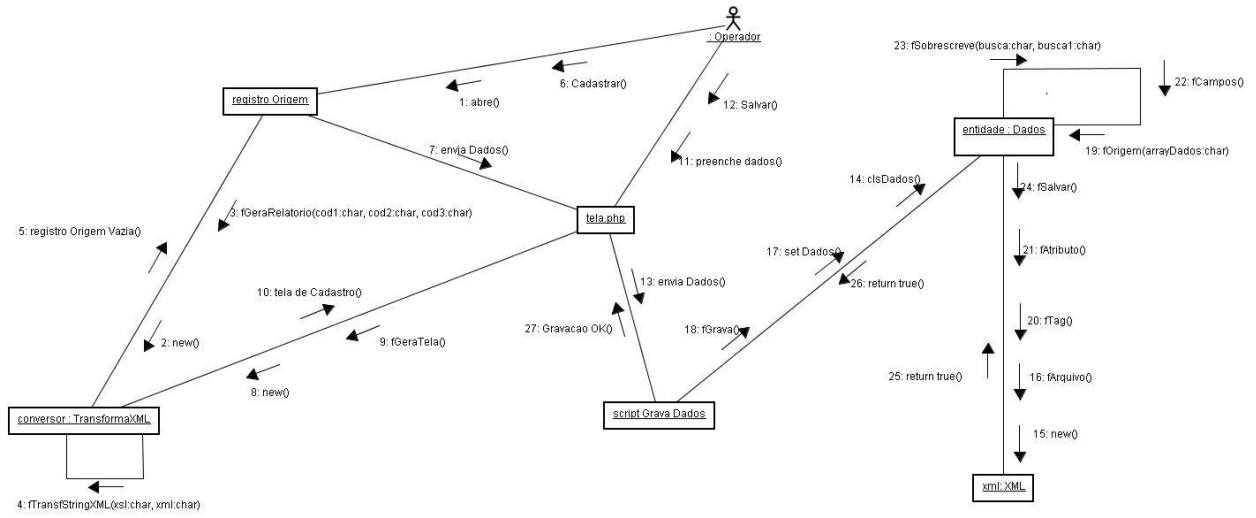 : Operador
23: fSobrescreve(busca:char, busca1:char)
22: fCampos()
6: Cadastrar()
registro Origem
1: abre()
12: Salvar()
entidade : Dados
7: envia Dados()
11: preenche dados()
19: fOrigem(arrayDados:char)
14: clsDados()
24: fSalvar()
3: fGeraRelatorio(cod1:char, cod2:char, cod3:char)
tela.php
5: registro Origem Vazia()
17: set Dados()
21: fAtributo()
13: envia Dados()
26: return true()
10: tela de Cadastro()
20: fTag()
27: Gravacao OK()
18: fGrava()
2: new()
9: fGeraTela()
25: return true()
16: fArquivo()
8: new()
conversor : TransformaXML
script Grava Dados
15: new()
xml: XML
4: fTransfStringXML(xsl:char, xml:char)